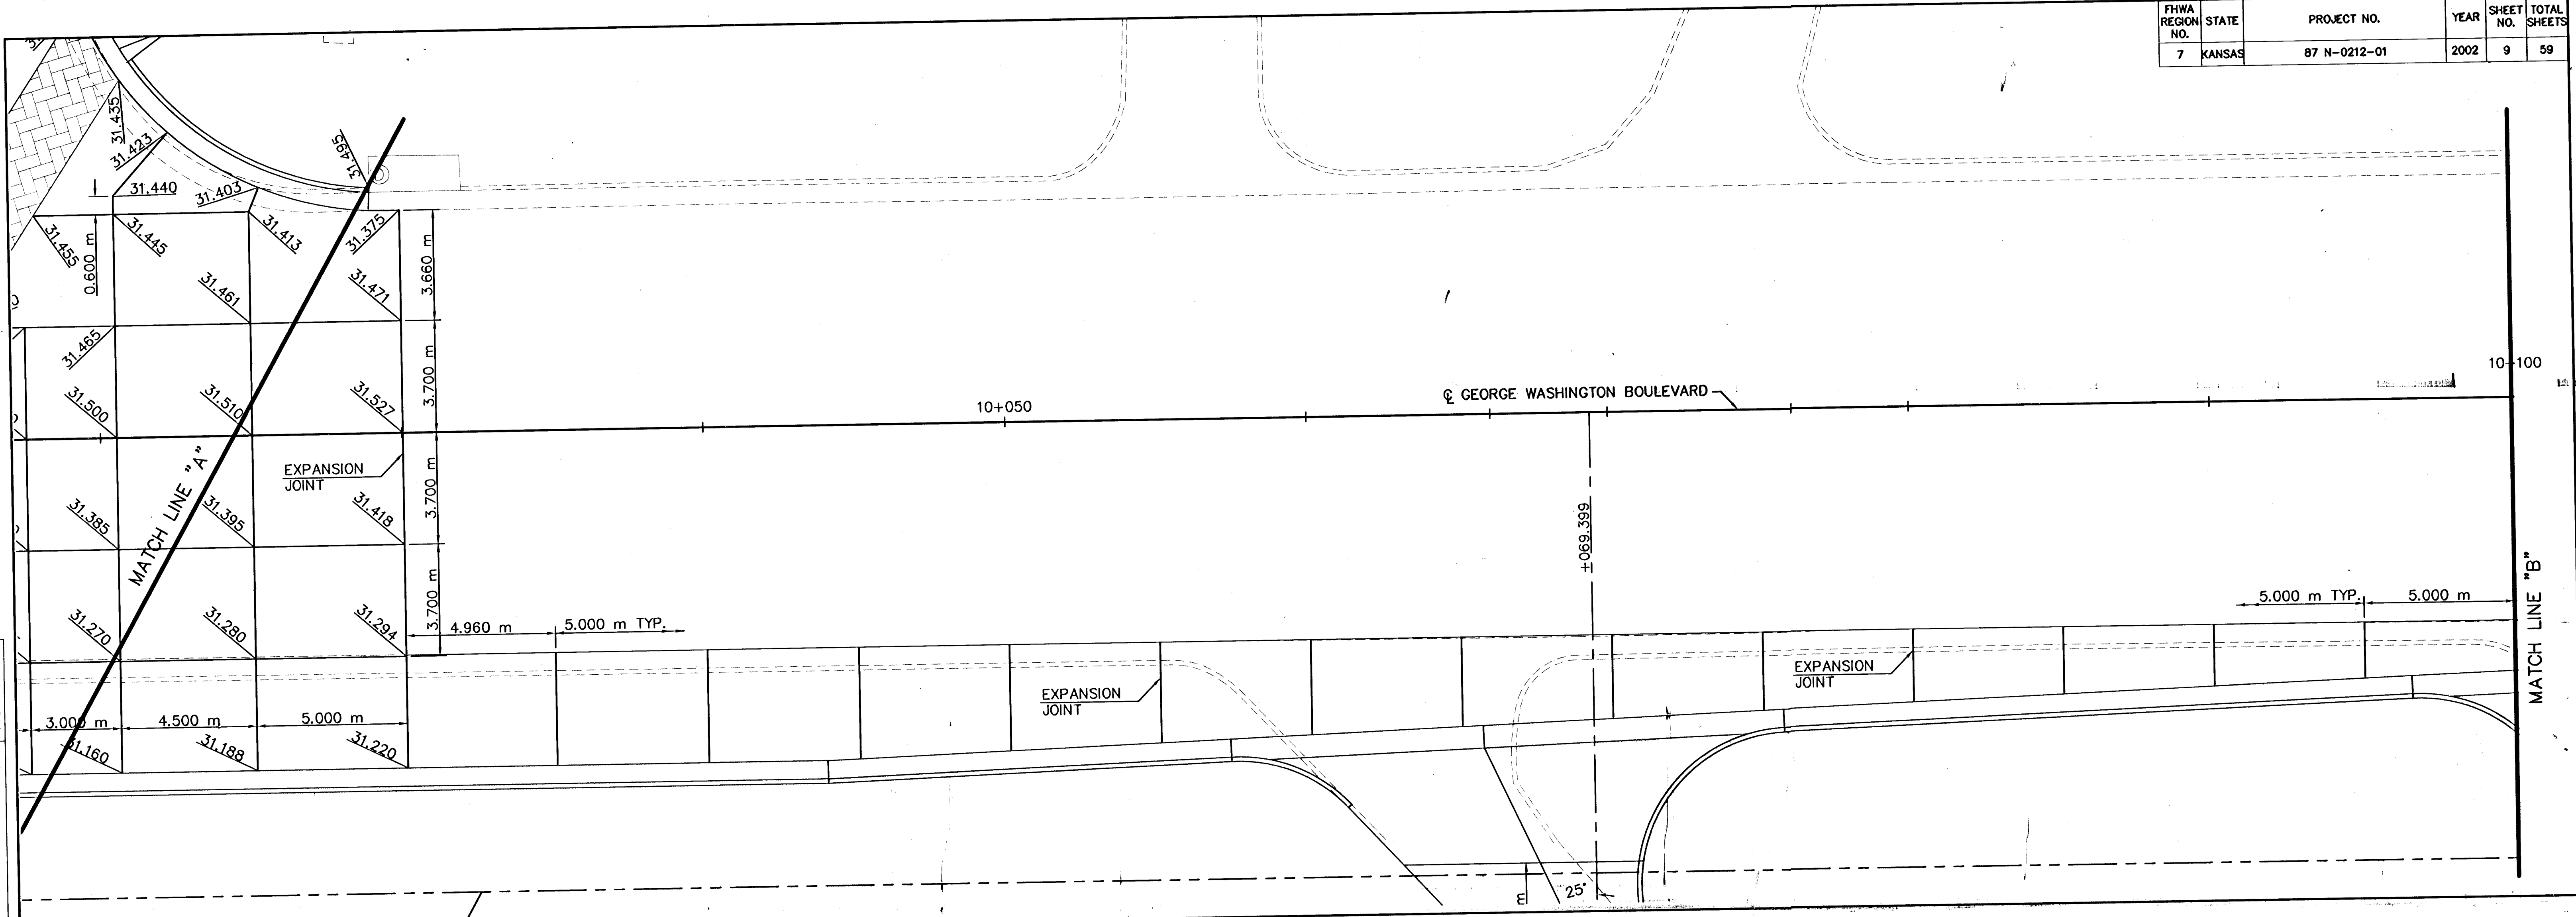 FHWA REGION NO. STATE PROJECT NO. YEAR SHEET NO. TOTAL SHEETS
7 KANSAS 87 N-0212-01 2002 9 59
31.435
31.423
31.440
31.403
31.495
31.455
0.600 m
31.445
31.413
31.375
3.660 m
31.461
31.471
31.465
3.700 m
31.500
31.510
31.527
10+050
℄ GEORGE WASHINGTON BOULEVARD
10+100
MATCH LINE "A"
EXPANSION
JOINT
3.700 m
31.385
31.395
31.418
+069.399
3.700 m
31.270
31.280
31.294
4.960 m
5.000 m TYP.
5.000 m TYP.
5.000 m
MATCH LINE "B"
EXPANSION
JOINT
EXPANSION
JOINT
3.000 m
4.500 m
5.000 m
31.160
31.188
31.220
m
25°